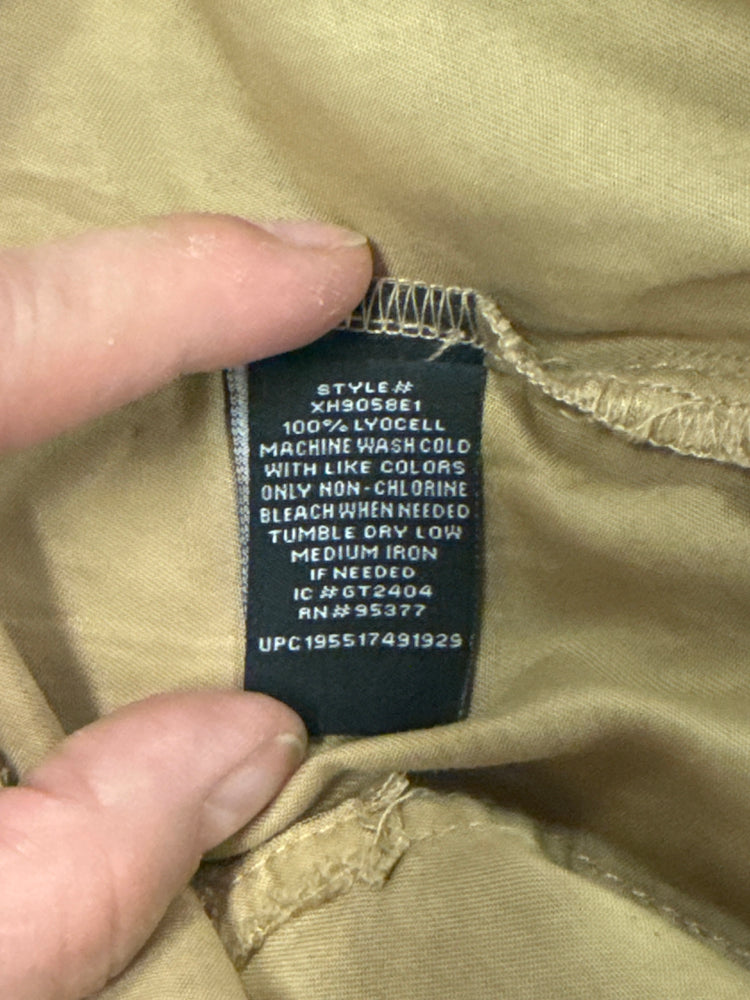 STYLE#
XH9058E1
100% LYOCELL
MACHINE WASH COLD
WITH LIKE COLORS
ONLY NON-CHLORINE
BLEACH WHEN NEEDED
TUMBLE DRY LOW
MEDIUM IRON
IF NEEDED
IC #GT2404
RN#95377
UPC195517491929